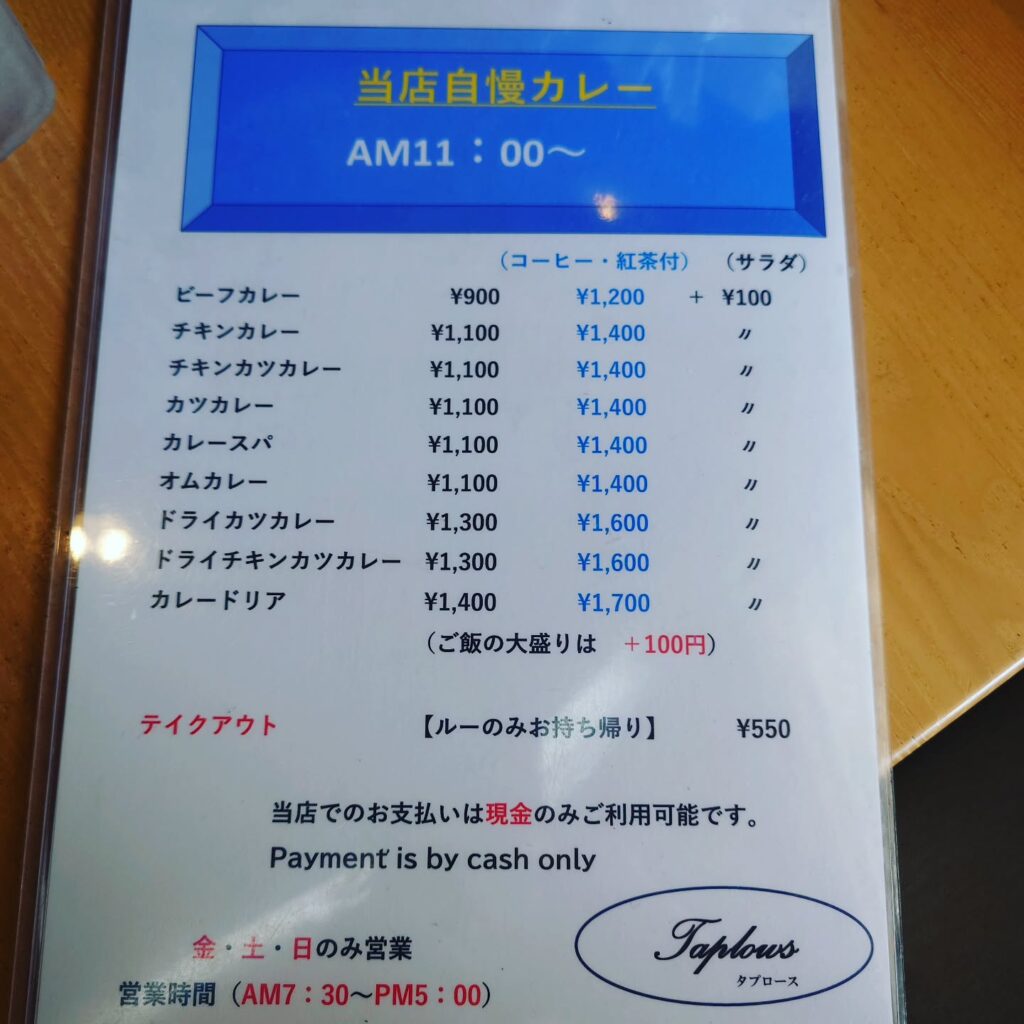 当店自慢カレー
AM11：00～
（コーヒー・紅茶付） （サラダ）
ビーフカレー ¥900 ¥1,200 ＋ ¥100
チキンカレー ¥1,100 ¥1,400 〃
チキンカツカレー ¥1,100 ¥1,400 〃
カツカレー ¥1,100 ¥1,400 〃
カレースパ ¥1,100 ¥1,400 〃
オムカレー ¥1,100 ¥1,400 〃
ドライカツカレー ¥1,300 ¥1,600 〃
ドライチキンカツカレー ¥1,300 ¥1,600 〃
カレードリア ¥1,400 ¥1,700 〃
（ご飯の大盛りは ＋100円）
テイクアウト 【ルーのみお持ち帰り】 ¥550
当店でのお支払いは現金のみご利用可能です。
Payment is by cash only
金・土・日のみ営業
営業時間（AM7：30～PM5：00）
Taplows
タプロース